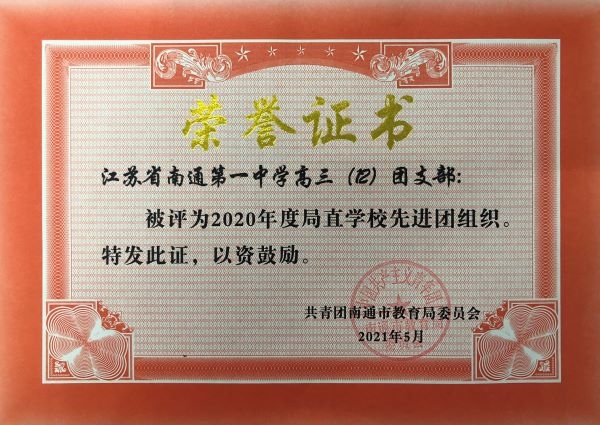 荣誉证书
江苏省南通第一中学高三（12）团支部：
被评为2020年度局直学校先进团组织。
特发此证，以资鼓励。
共青团南通市教育局委员会
2021年5月